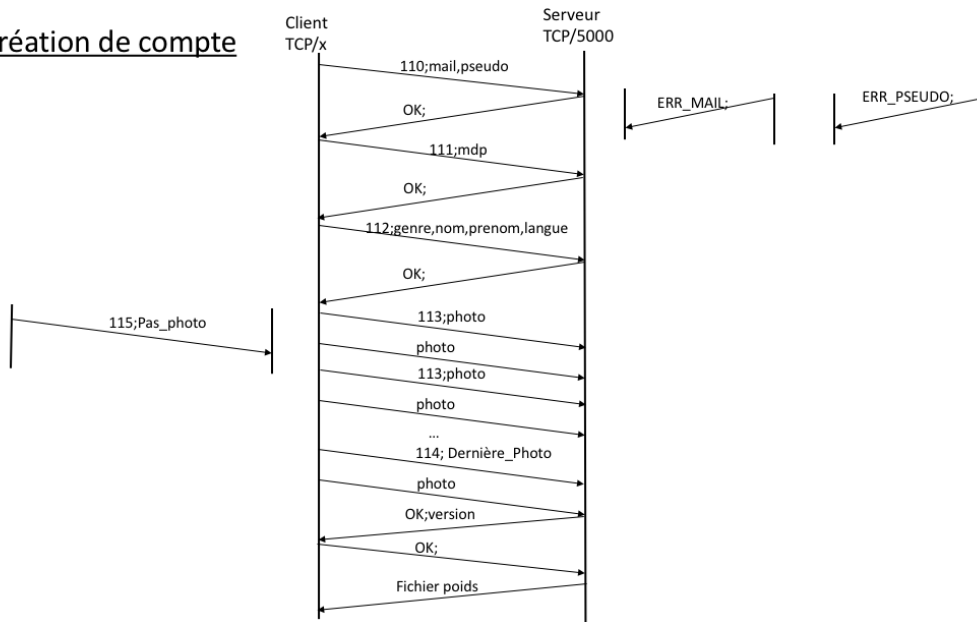 réation de compte
Client
TCP/x
Serveur
TCP/5000
110;mail,pseudo
OK;
ERR_MAIL;
ERR_PSEUDO;
111;mdp
OK;
112;genre,nom,prenom,langue
OK;
115;Pas_photo
113;photo
photo
113;photo
photo
...
114; Dernière_Photo
photo
OK;version
OK;
Fichier poids